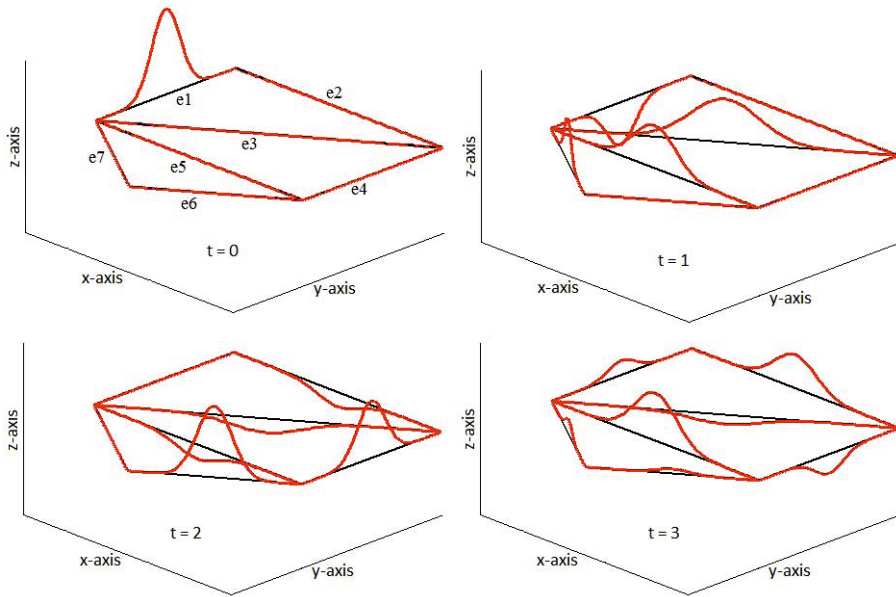 e1
e2
z-axis
e3
e7
e5
e4
e6
t = 0
x-axis
y-axis
z-axis
t = 1
x-axis
y-axis
z-axis
t = 2
x-axis
y-axis
z-axis
t = 3
x-axis
y-axis